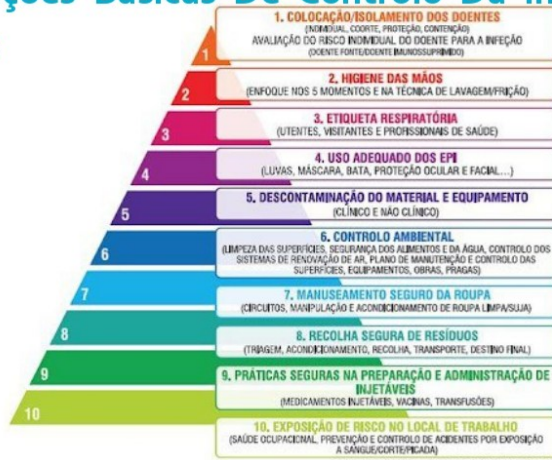 ções Básicas De Controlo Da In
1. COLOCAÇÃO/ISOLAMENTO DOS DOENTES
(INDIVIDUAL, COORTE, PROTEÇÃO, CONTENÇÃO)
AVALIAÇÃO DO RISCO INDIVIDUAL DO DOENTE PARA A INFEÇÃO
(DOENTE FONTE/DOENTE IMUNOSSUPRIMIDO)
1
2. HIGIENE DAS MÃOS
(ENFOQUE NOS 5 MOMENTOS E NA TÉCNICA DE LAVAGEM/FRIÇÃO)
2
3. ETIQUETA RESPIRATÓRIA
(UTENTES, VISITANTES E PROFISSIONAIS DE SAÚDE)
3
4. USO ADEQUADO DOS EPI
(LUVAS, MÁSCARA, BATA, PROTEÇÃO OCULAR E FACIAL...)
4
5. DESCONTAMINAÇÃO DO MATERIAL E EQUIPAMENTO
(CLÍNICO E NÃO CLÍNICO)
5
6. CONTROLO AMBIENTAL
(LIMPEZA DAS SUPERFÍCIES, SEGURANÇA DOS ALIMENTOS E DA ÁGUA, CONTROLO DOS
SISTEMAS DE RENOVAÇÃO DE AR, PLANO DE MANUTENÇÃO E CONTROLO DAS
SUPERFÍCIES, EQUIPAMENTOS, OBRAS, PRAGAS)
6
7. MANUSEAMENTO SEGURO DA ROUPA
(CIRCUITOS, MANIPULAÇÃO E ACONDICIONAMENTO DE ROUPA LIMPA/SUJA)
7
8. RECOLHA SEGURA DE RESÍDUOS
(TRIAGEM, ACONDICIONAMENTO, RECOLHA, TRANSPORTE, DESTINO FINAL)
8
9. PRÁTICAS SEGURAS NA PREPARAÇÃO E ADMINISTRAÇÃO DE
INJETÁVEIS
(MEDICAMENTOS INJETÁVEIS, VACINAS, TRANSFUSÕES)
9
10. EXPOSIÇÃO DE RISCO NO LOCAL DE TRABALHO
(SAÚDE OCUPACIONAL, PREVENÇÃO E CONTROLO DE ACIDENTES POR EXPOSIÇÃO
A SANGUE/CORTE/PICADA)
10